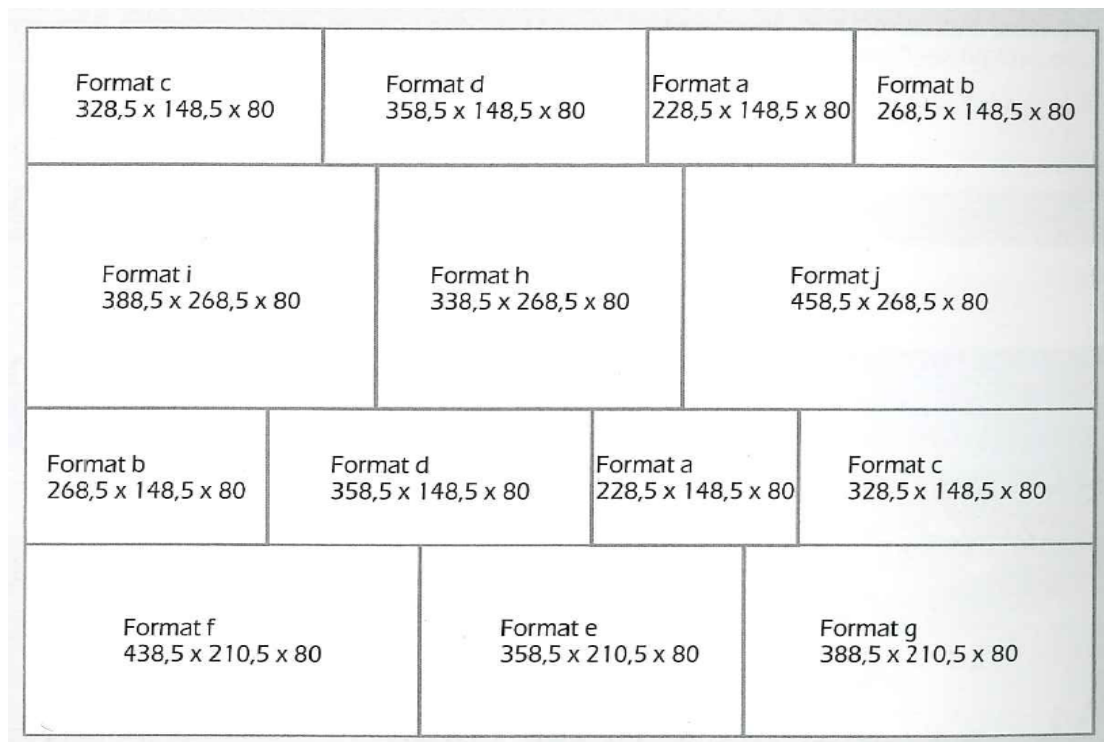 Format c
328,5 x 148,5 x 80
Format d
358,5 x 148,5 x 80
Format a
228,5 x 148,5 x 80
Format b
268,5 x 148,5 x 80
Format i
388,5 x 268,5 x 80
Format h
338,5 x 268,5 x 80
Format j
458,5 x 268,5 x 80
Format b
268,5 x 148,5 x 80
Format d
358,5 x 148,5 x 80
Format a
228,5 x 148,5 x 80
Format c
328,5 x 148,5 x 80
Format f
438,5 x 210,5 x 80
Format e
358,5 x 210,5 x 80
Format g
388,5 x 210,5 x 80